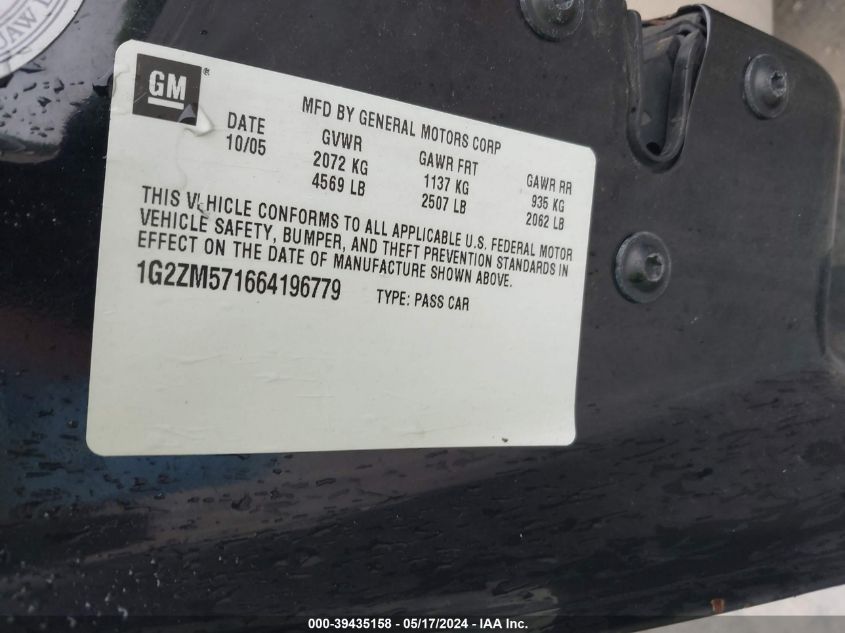 JAW
GM ®
MFD BY GENERAL MOTORS CORP
DATE GVWR GAWR FRT GAWR RR
10/05 2072 KG 1137 KG 935 KG
4569 LB 2507 LB 2062 LB
THIS VEHICLE CONFORMS TO ALL APPLICABLE U.S. FEDERAL MOTOR
VEHICLE SAFETY, BUMPER, AND THEFT PREVENTION STANDARDS IN
EFFECT ON THE DATE OF MANUFACTURE SHOWN ABOVE.
1G2ZM571664196779 TYPE: PASS CAR
000-39435158 - 05/17/2024 - IAA Inc.